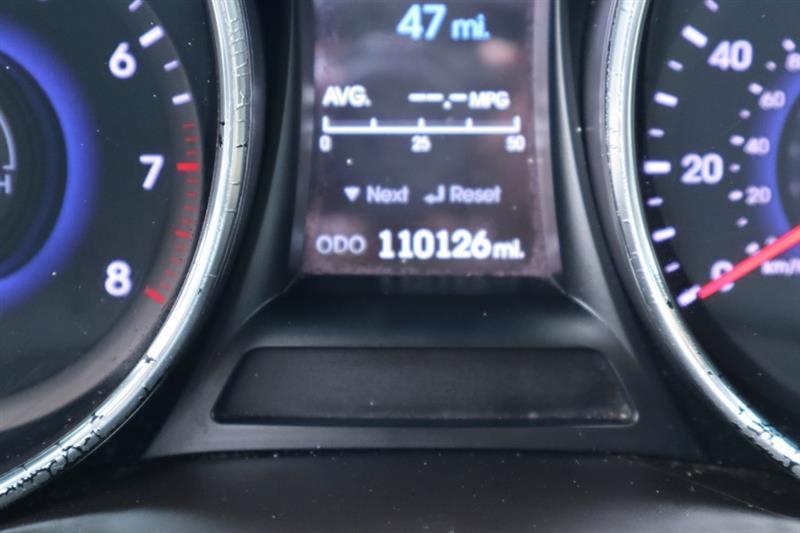 47 mi.
AVG. --.- MPG
0 25 50
▼ Next ↲ Reset
ODO 110126 mi.
6
7
8
H
40
20
0
60
40
20
km/h